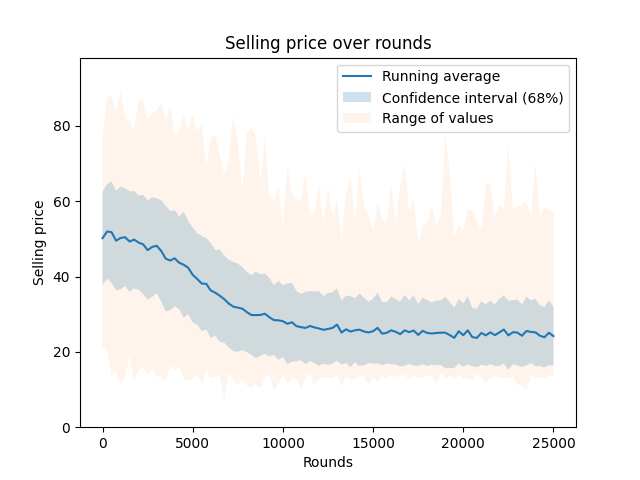 Selling price over rounds
Running average
Confidence interval (68%)
Range of values
80
60
40
20
0
Selling price
0 5000 10000 15000 20000 25000
Rounds